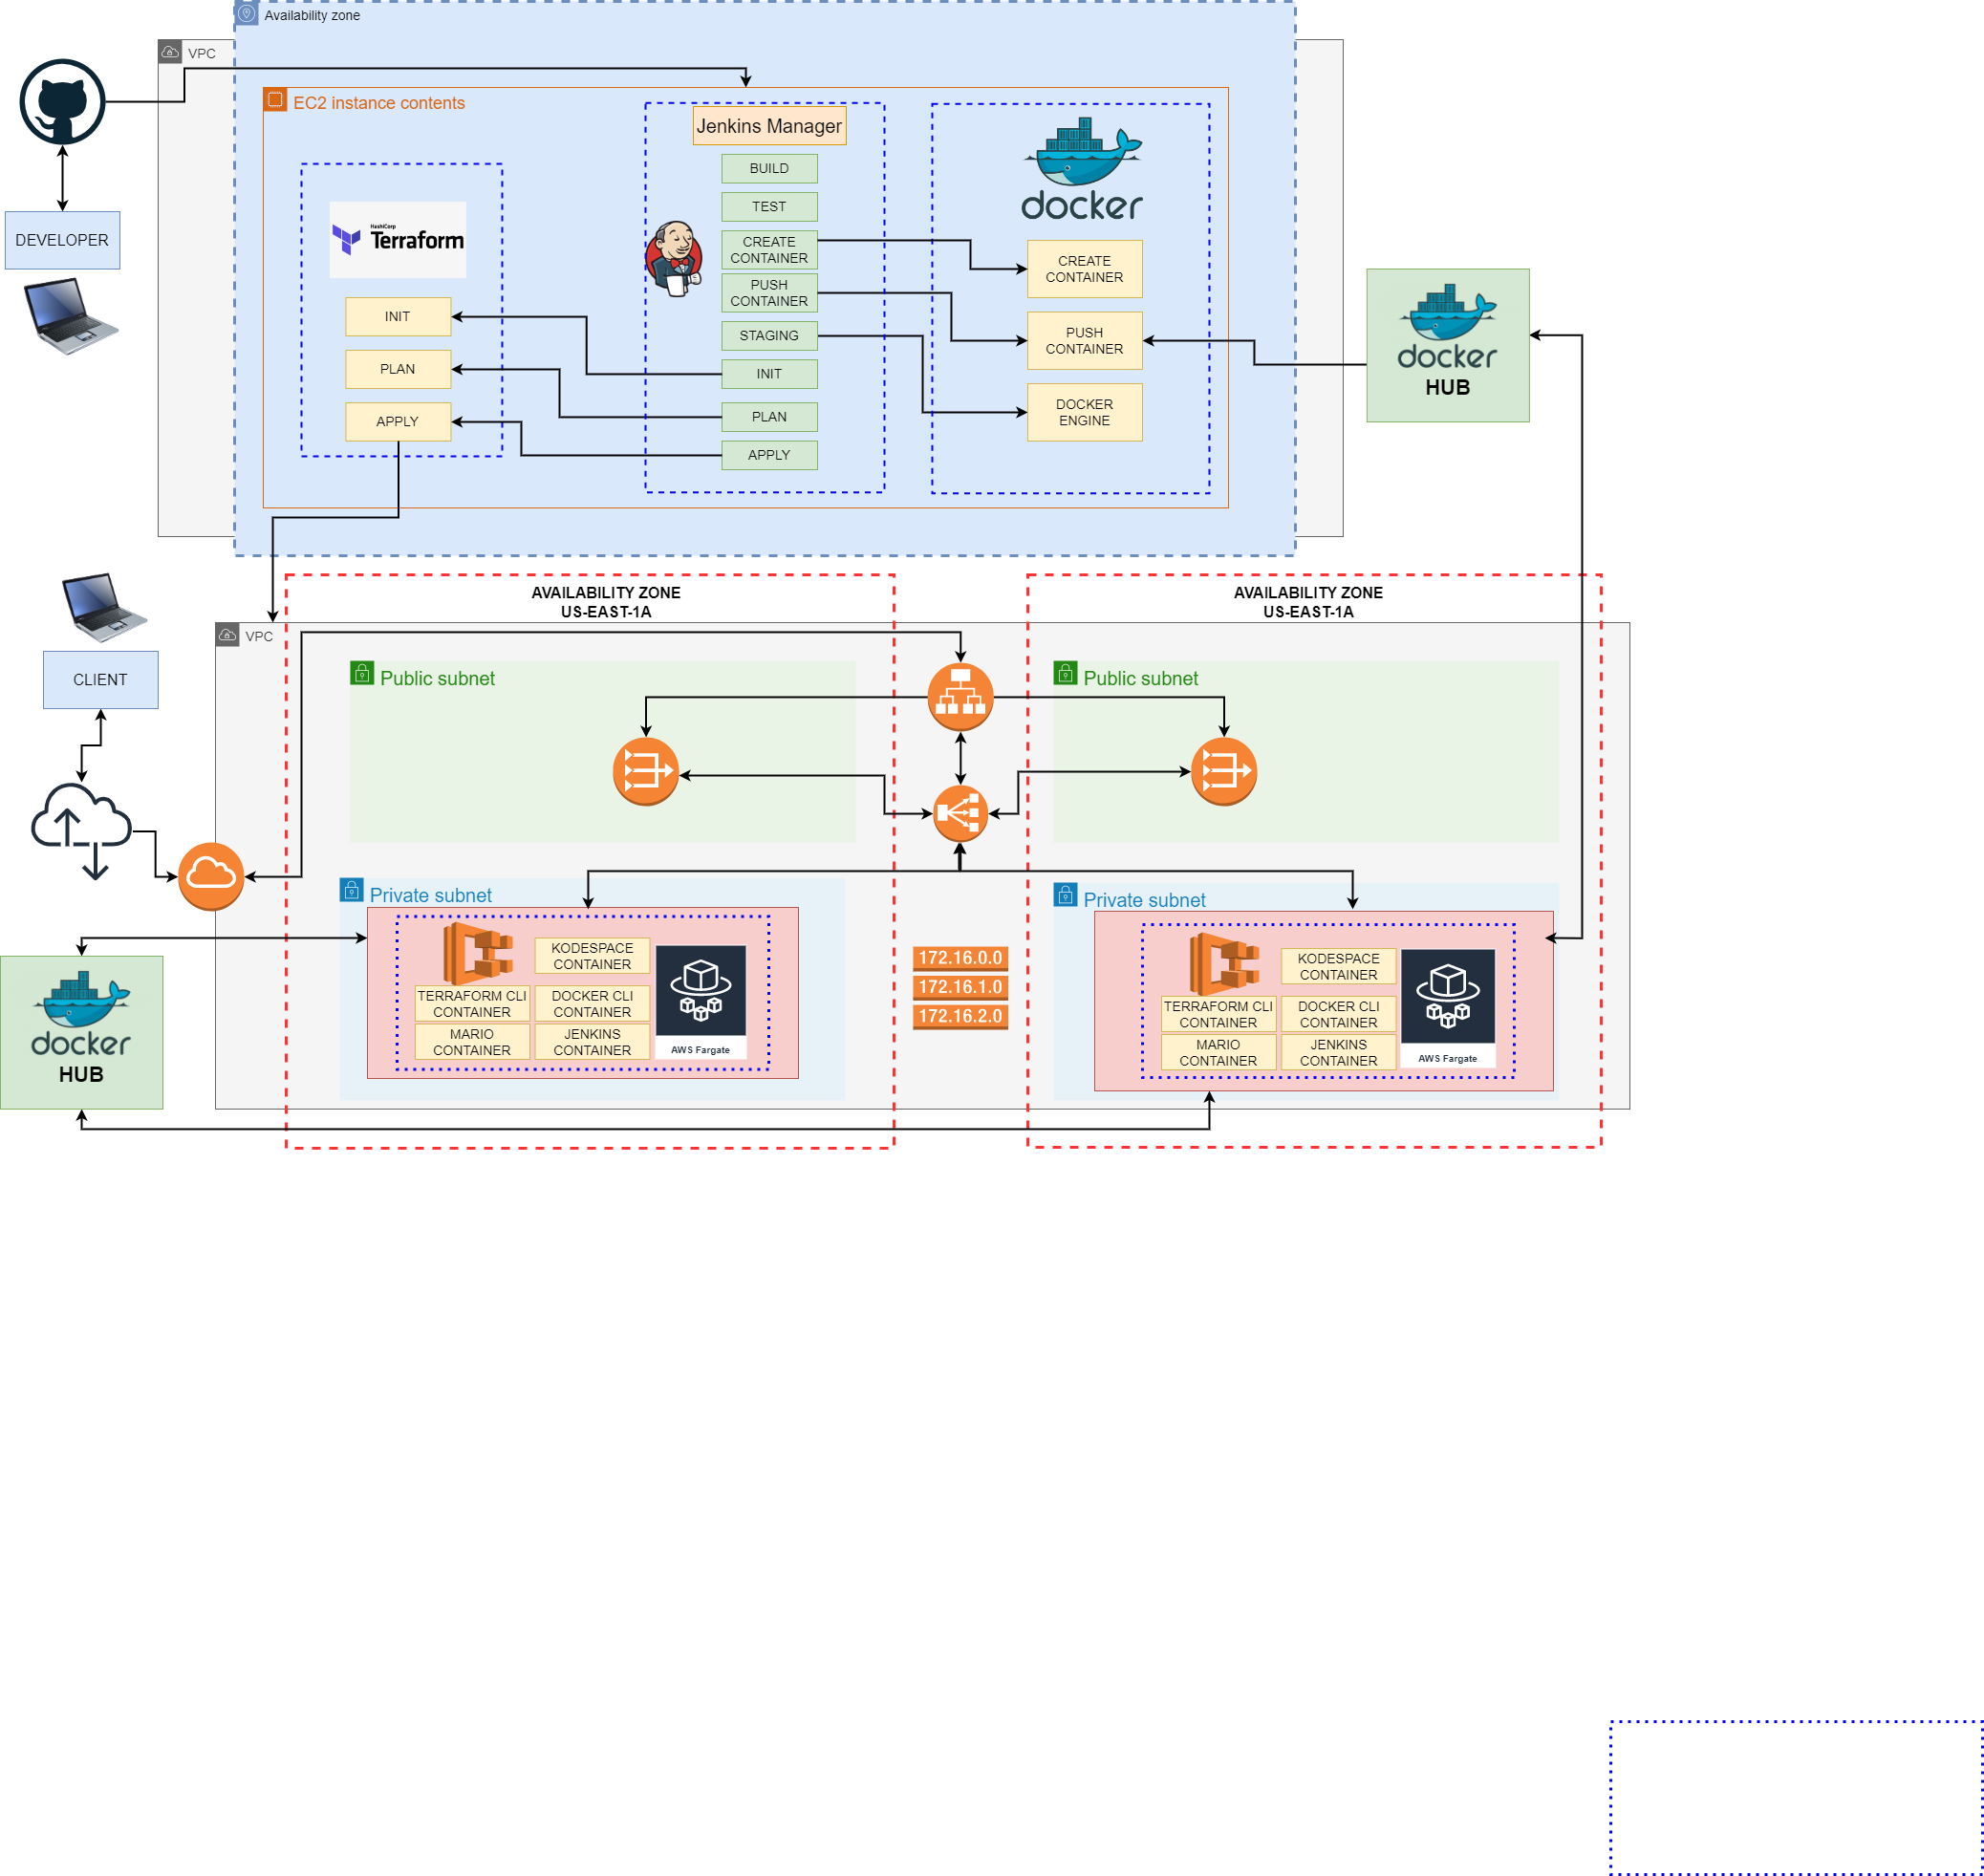 Availability zone
VPC
EC2 instance contents
Jenkins Manager
BUILD
TEST
CREATE
CONTAINER
PUSH
CONTAINER
STAGING
INIT
PLAN
APPLY
HashiCorp
Terraform
INIT
PLAN
APPLY
docker
CREATE
CONTAINER
PUSH
CONTAINER
DOCKER
ENGINE
DEVELOPER
docker
HUB
AVAILABILITY ZONE
US-EAST-1A
AVAILABILITY ZONE
US-EAST-1A
VPC
CLIENT
Public subnet
Public subnet
Private subnet
KODESPACE
CONTAINER
TERRAFORM CLI
CONTAINER
DOCKER CLI
CONTAINER
MARIO
CONTAINER
JENKINS
CONTAINER
AWS Fargate
172.16.0.0
172.16.1.0
172.16.2.0
Private subnet
KODESPACE
CONTAINER
TERRAFORM CLI
CONTAINER
DOCKER CLI
CONTAINER
MARIO
CONTAINER
JENKINS
CONTAINER
AWS Fargate
docker
HUB